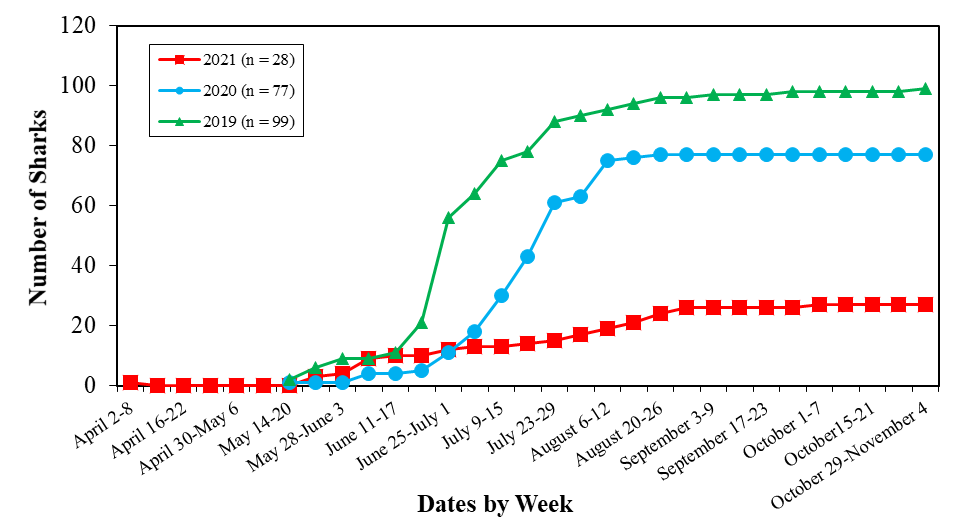 120
100
80
60
40
20
0
Number of Sharks
2021 (n = 28)
2020 (n = 77)
2019 (n = 99)
April 2-8
April 16-22
April 30-May 6
May 14-20
May 28-June 3
June 11-17
June 25-July 1
July 9-15
July 23-29
August 6-12
August 20-26
September 3-9
September 17-23
October 1-7
October15-21
October 29-November 4
Dates by Week